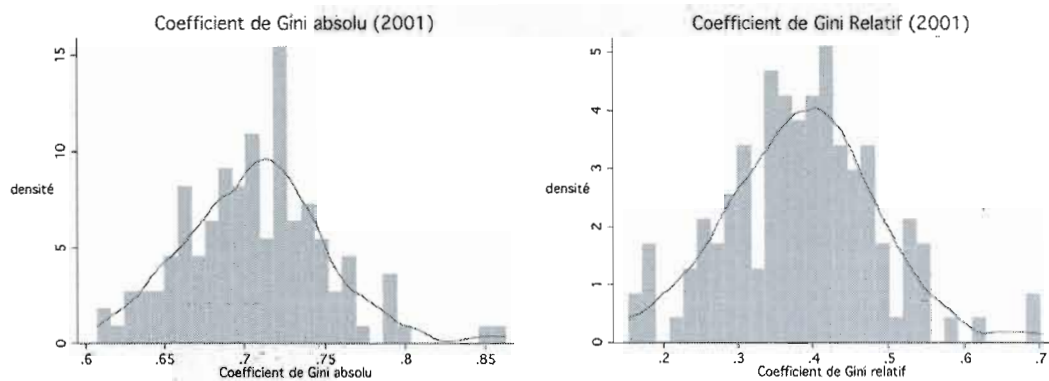 Coefficient de Gini absolu (2001)
15
10
densité
5
0
.6 .65 .7 .75 .8 .85
Coefficient de Gini absolu
Coefficient de Gini Relatif (2001)
5
4
3
densité
2
1
0
.2 .3 .4 .5 .6 .7
Coefficient de Gini relatif